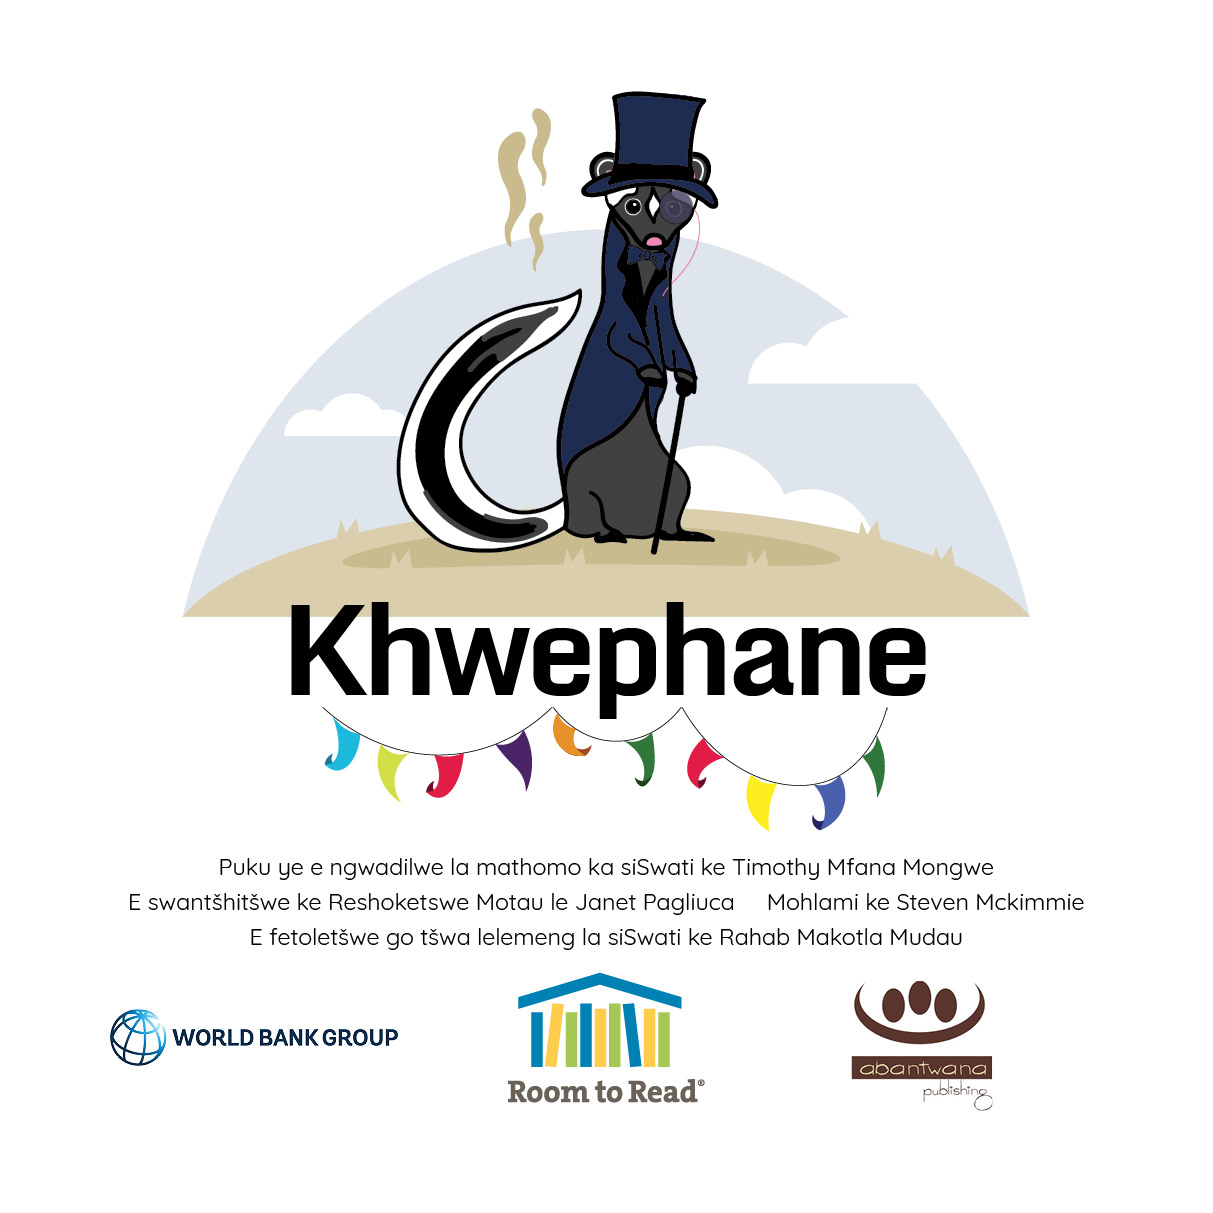 Khwephane
Puku ye e ngwadilwe la mathomo ka siSwati ke Timothy Mfana Mongwe
E swantšhitšwe ke Reshoketswe Motau le Janet Pagliuca Mohlami ke Steven Mckimmie
E fetoletšwe go tšwa lelemeng la siSwati ke Rahab Makotla Mudau
WORLD BANK GROUP
Room to Read®
abantwana
publishing